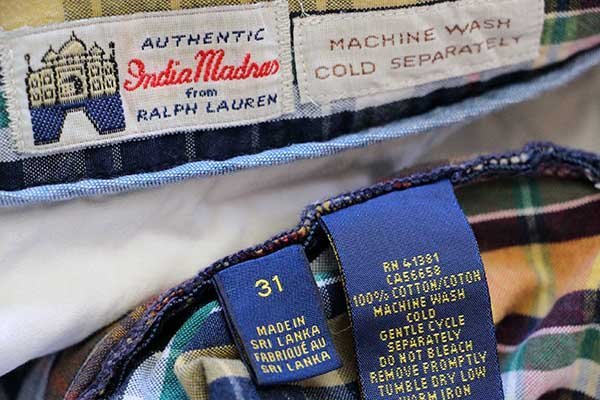 AUTHENTIC
India Madras
from
RALPH LAUREN
MACHINE WASH
COLD SEPARATELY
31
MADE IN
SRI LANKA
FABRIQUÉ AU
SRI LANKA
RN 41381
CA56658
100% COTTON/COTON
MACHINE WASH
COLD
GENTLE CYCLE
SEPARATELY
DO NOT BLEACH
REMOVE PROMPTLY
TUMBLE DRY LOW
WARM IRON